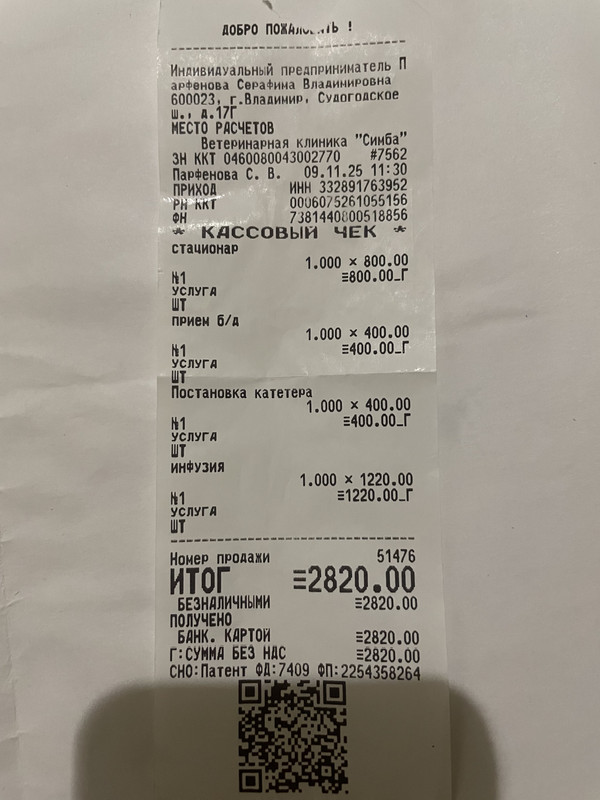 ДОБРО ПОЖАЛОВАТЬ !
Индивидуальный предприниматель П
арфенова Серафима Владимировна
600023, г.Владимир, Судогодское
ш., д.17Г
МЕСТО РАСЧЕТОВ
Ветеринарная клиника "Симба"
ЗН ККТ 0460080043002770 #7562
Парфенова С. В. 09.11.25 11:30
ПРИХОД ИНН 332891763952
РН ККТ 0006075261055156
ФН 7381440800518856
* КАССОВЫЙ ЧЕК *
стационар
1.000 × 800.00
№1 ≡800.00_Г
УСЛУГА
ШТ
прием б/д
1.000 × 400.00
№1 ≡400.00_Г
УСЛУГА
ШТ
Постановка катетера
1.000 × 400.00
№1 ≡400.00_Г
УСЛУГА
ШТ
ИНФУЗИЯ
1.000 × 1220.00
№1 ≡1220.00_Г
УСЛУГА
ШТ
Номер продажи 51476
ИТОГ ≡2820.00
БЕЗНАЛИЧНЫМИ ≡2820.00
ПОЛУЧЕНО
БАНК. КАРТОЙ ≡2820.00
Г:СУММА БЕЗ НДС ≡2820.00
СНО:Патент ФД:7409 ФП:2254358264